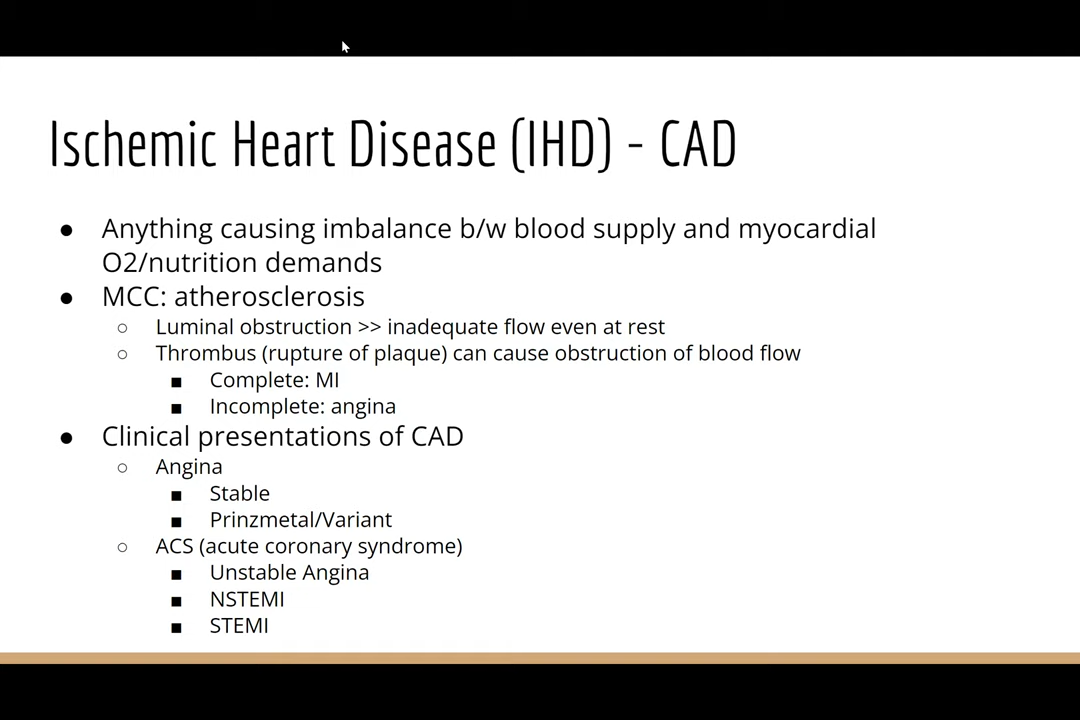 Ischemic Heart Disease (IHD) - CAD
● Anything causing imbalance b/w blood supply and myocardial
O2/nutrition demands
● MCC: atherosclerosis
○ Luminal obstruction >> inadequate flow even at rest
○ Thrombus (rupture of plaque) can cause obstruction of blood flow
■ Complete: MI
■ Incomplete: angina
● Clinical presentations of CAD
○ Angina
■ Stable
■ Prinzmetal/Variant
○ ACS (acute coronary syndrome)
■ Unstable Angina
■ NSTEMI
■ STEMI